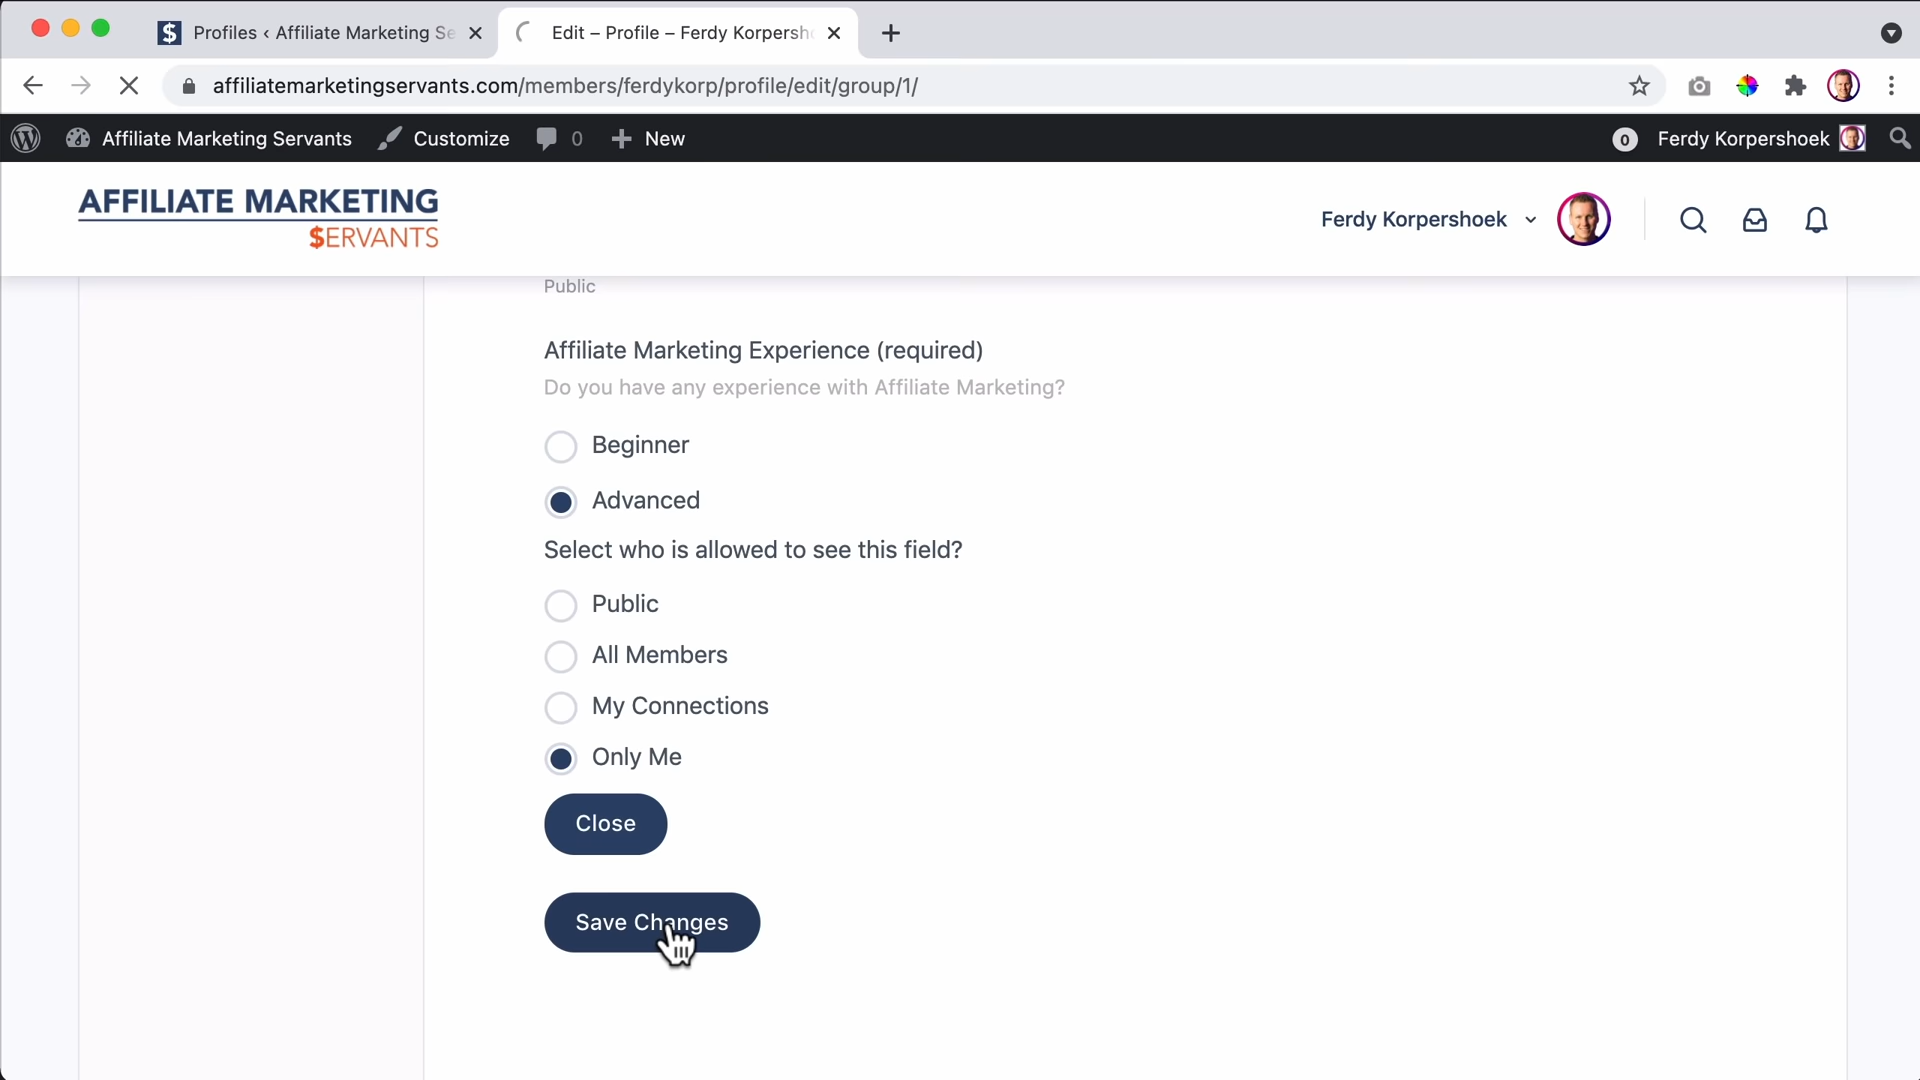 Profiles ‹ Affiliate Marketing Se
Edit – Profile – Ferdy Korpersh
affiliatemarketingservants.com/members/ferdykorp/profile/edit/group/1/
Affiliate Marketing Servants
Customize
0
New
0
Ferdy Korpershoek
AFFILIATE MARKETING
$ERVANTS
Ferdy Korpershoek
Public
Affiliate Marketing Experience (required)
Do you have any experience with Affiliate Marketing?
Beginner
Advanced
Select who is allowed to see this field?
Public
All Members
My Connections
Only Me
Close
Save Changes